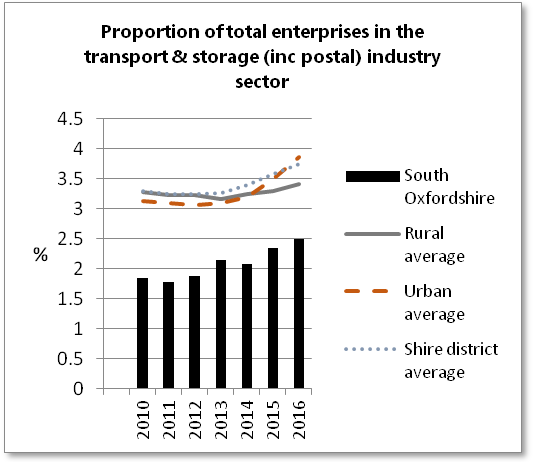 Proportion of total enterprises in the
transport & storage (inc postal) industry
sector
4.5
4
3.5
3
2.5
2
1.5
1
0.5
0
%
2010
2011
2012
2013
2014
2015
2016
South
Oxfordshire
Rural
average
Urban
average
Shire district
average